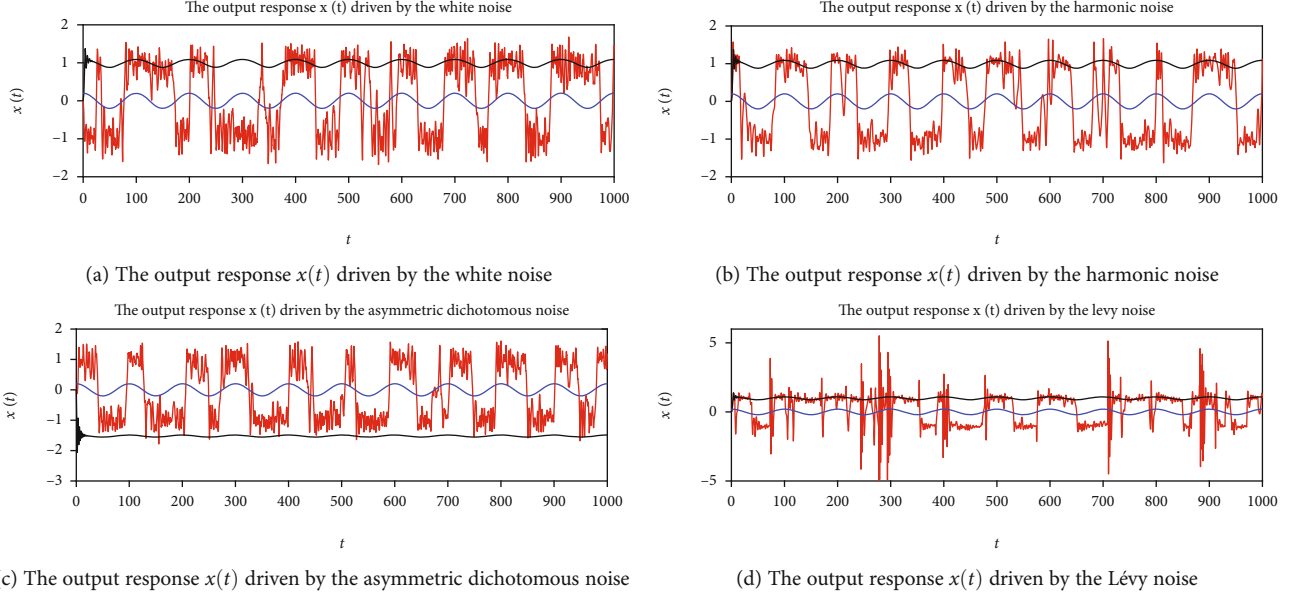 The output response x (t) driven by the white noise
x (t)
2
1
0
–1
–2
0 100 200 300 400 500 600 700 800 900 1000
t
(a) The output response x(t) driven by the white noise
The output response x (t) driven by the harmonic noise
x (t)
2
1
0
–1
2
0 100 200 300 400 500 600 700 800 900 1000
t
(b) The output response x(t) driven by the harmonic noise
The output response x (t) driven by the asymmetric dichotomous noise
x (t)
2
1
0
–1
–2
–3
0 100 200 300 400 500 600 700 800 900 1000
t
(c) The output response x(t) driven by the asymmetric dichotomous noise
The output response x (t) driven by the levy noise
x (t)
5
0
–5
0 100 200 300 400 500 600 700 800 900 1000
t
(d) The output response x(t) driven by the Lévy noise